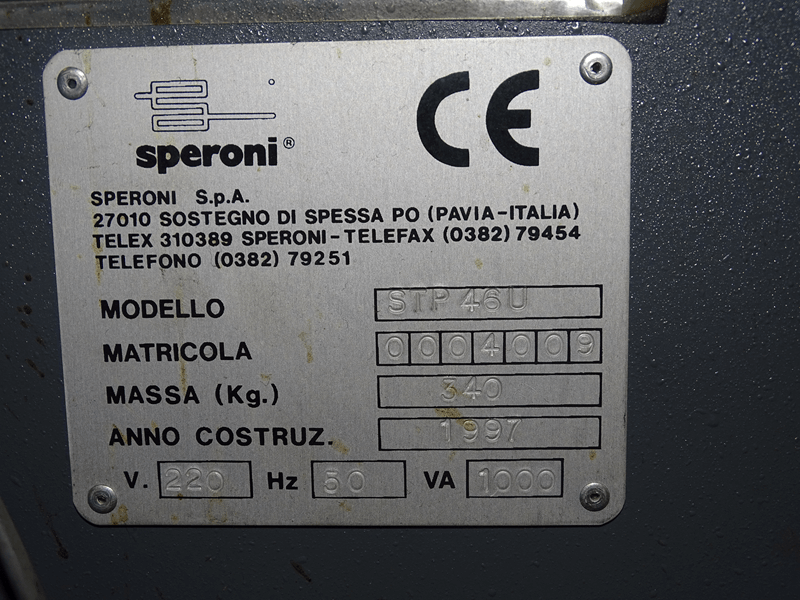 speroni®
CE
SPERONI S.p.A.
27010 SOSTEGNO DI SPESSA PO (PAVIA-ITALIA)
TELEX 310389 SPERONI-TELEFAX (0382) 79454
TELEFONO (0382) 79251
MODELLO STP 46U
MATRICOLA 0004009
MASSA (Kg.) 340
ANNO COSTRUZ. 1997
V. 220 Hz 50 VA 1000